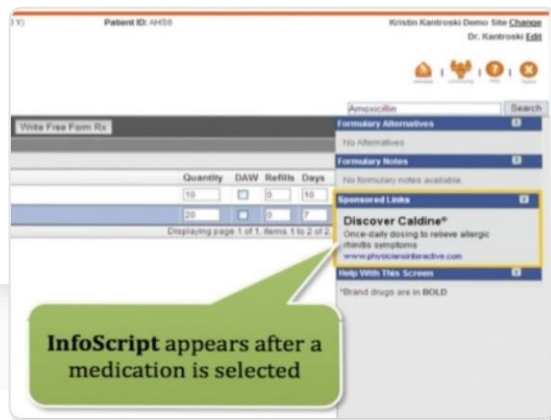 Y)
Patient ID: AHS6
Kristin Kantroski Demo Site Change
Dr. Kantroski Edit
Amoxicillin
Search
Write Free Form Rx
Formulary Alternatives
No Alternatives
Formulary Notes
No formulary notes available.
Quantity DAW Refills Days
10 0 10
20 0 7
Displaying page 1 of 1, items 1 to 2 of 2.
Sponsored Links
Discover Caldine®
Once-daily dosing to relieve allergic
rhinitis symptoms
www.physiciansinteractive.com
Help With This Screen
*Brand drugs are in BOLD
InfoScript appears after a
medication is selected